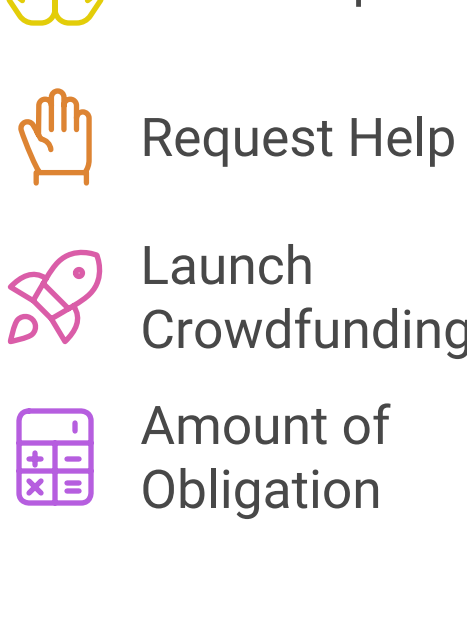 Request Help
Launch
Crowdfunding
Amount of
Obligation